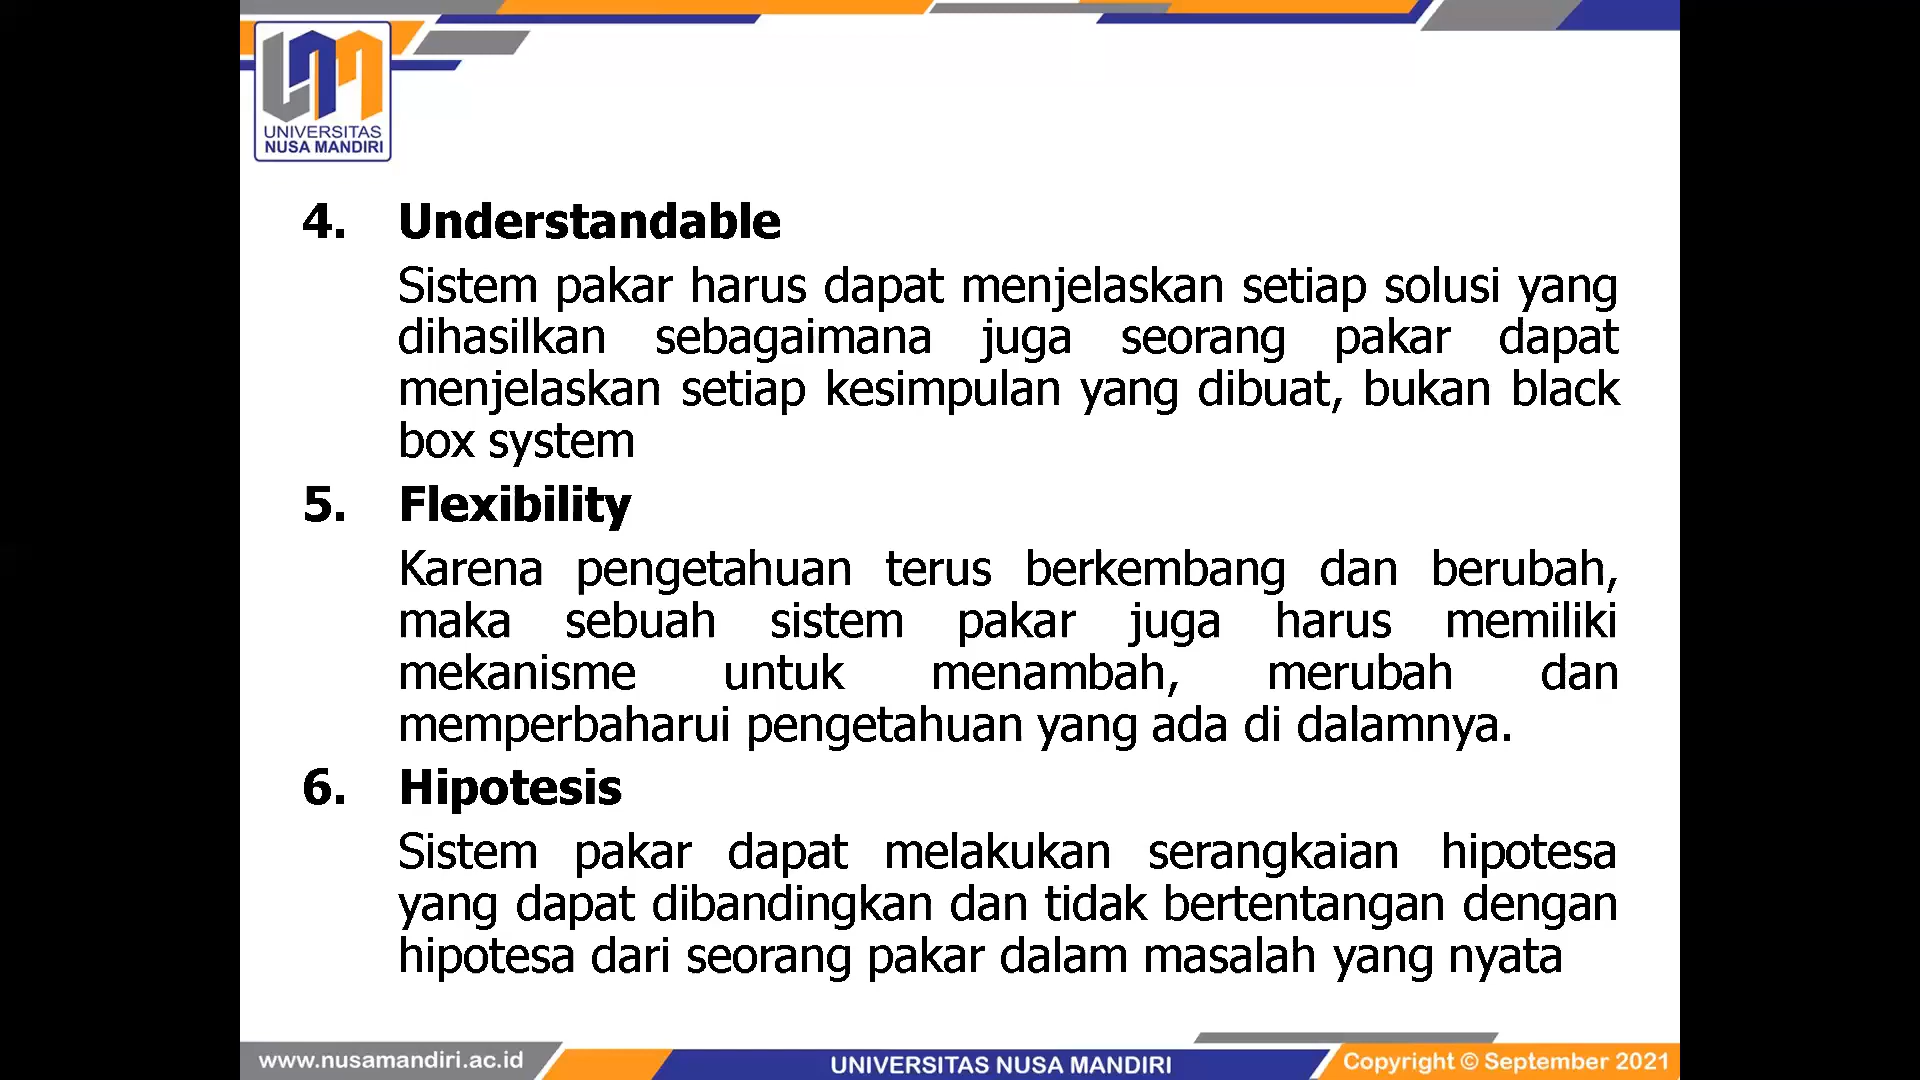 UNIVERSITAS
NUSA MANDIRI
4. Understandable
Sistem pakar harus dapat menjelaskan setiap solusi yang
dihasilkan sebagaimana juga seorang pakar dapat
menjelaskan setiap kesimpulan yang dibuat, bukan black
box system
5. Flexibility
Karena pengetahuan terus berkembang dan berubah,
maka sebuah sistem pakar juga harus memiliki
mekanisme untuk menambah, merubah dan
memperbaharui pengetahuan yang ada di dalamnya.
6. Hipotesis
Sistem pakar dapat melakukan serangkaian hipotesa
yang dapat dibandingkan dan tidak bertentangan dengan
hipotesa dari seorang pakar dalam masalah yang nyata
www.nusamandiri.ac.id
UNIVERSITAS NUSA MANDIRI
Copyright © September 2021